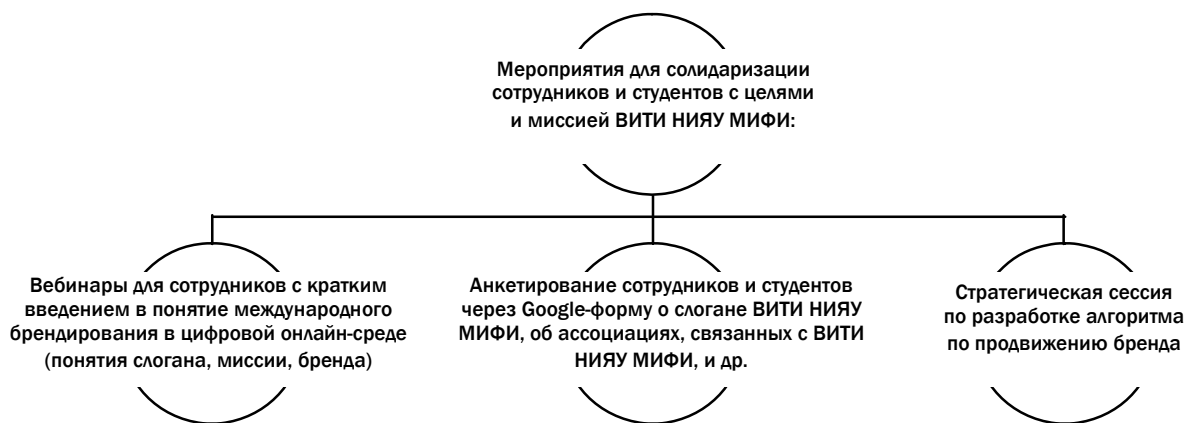 Мероприятия для солидаризации
сотрудников и студентов с целями
и миссией ВИТИ НИЯУ МИФИ:
Вебинары для сотрудников с кратким
введением в понятие международного
брендирования в цифровой онлайн-среде
(понятия слогана, миссии, бренда)
Анкетирование сотрудников и студентов
через Google-форму о слогане ВИТИ НИЯУ
МИФИ, об ассоциациях, связанных с ВИТИ
НИЯУ МИФИ, и др.
Стратегическая сессия
по разработке алгоритма
по продвижению бренда